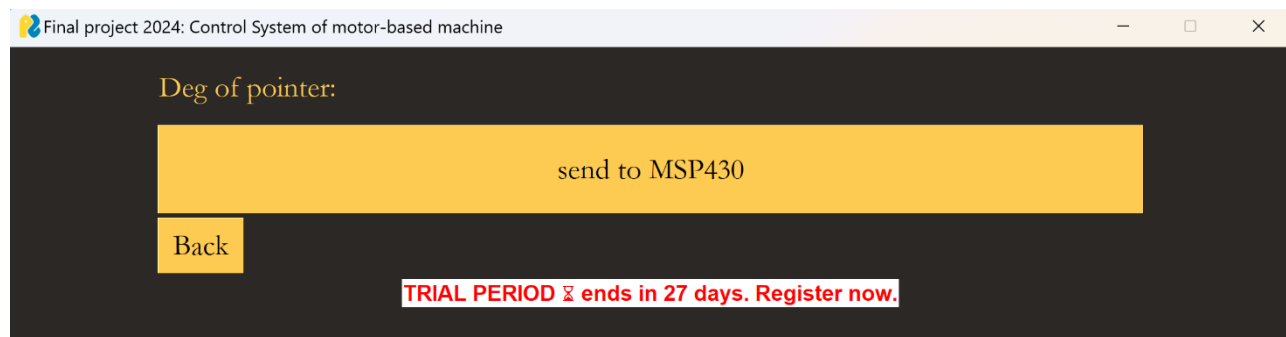 Final project 2024: Control System of motor-based machine
Deg of pointer:
send to MSP430
Back
TRIAL PERIOD ⌛ ends in 27 days. Register now.